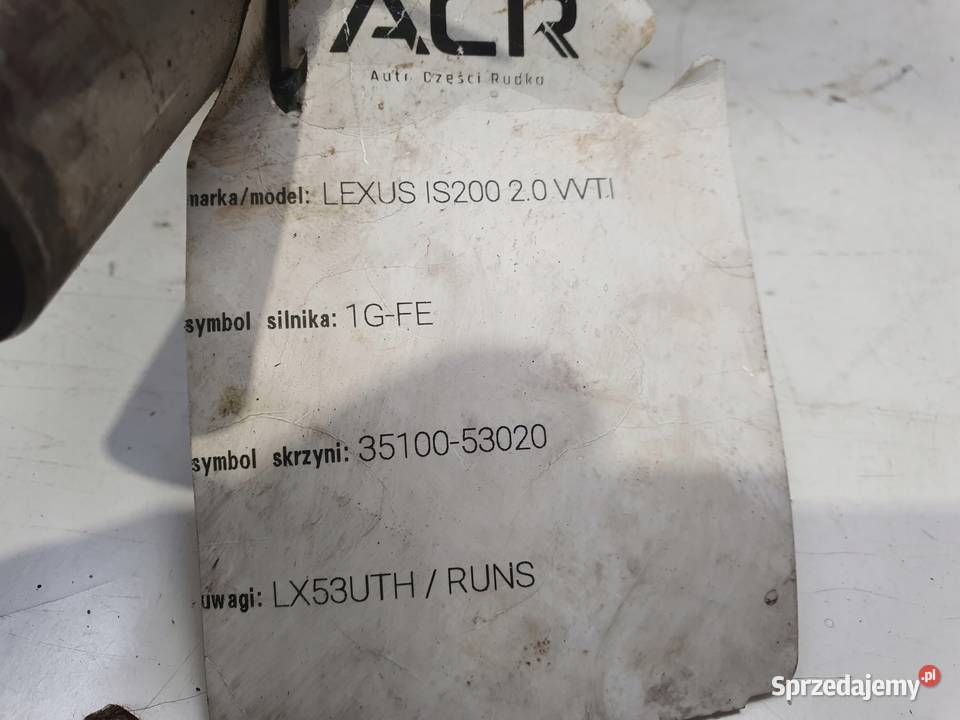 ACR
Auto Części Rudka
marka/model: LEXUS IS200 2.0 VVT.I
symbol silnika: 1G-FE
symbol skrzyni: 35100-53020
uwagi: LX53UTH / RUNS
Sprzedajemy.pl